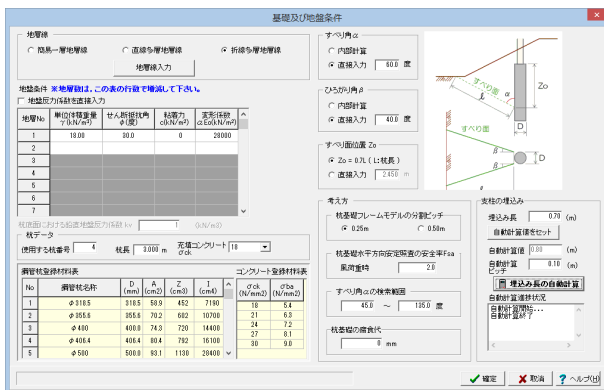 基礎及び地盤条件
地層線
簡易一層地層線
直線多層地層線
折線多層地層線
地層線入力
地盤条件 ※地層数は、この表の行数で増減して下さい。
地盤反力係数を直接入力
地層No 単位体積重量 γ(kN/m³) せん断抵抗角 φ(度) 粘着力 c(kN/m²) 変形係数 αEo(kN/m²)
1 18.00 30.0 0 28000
2
3
4
5
6
7
杭底面における鉛直地盤反力係数 kv 1 (kN/m3)
杭データ
使用する杭番号 4 杭長 3.000 m 充填コンクリート σck 18
鋼管杭登録材料表
No 鋼管杭名称 D (mm) A (cm2) Z (cm3) I (cm4)
1 φ318.5 318.5 58.9 452 7190
2 φ355.6 355.6 70.2 602 10700
3 φ400 400.0 74.3 720 14400
4 φ406.4 406.4 80.4 792 16100
5 φ500 500.0 93.1 1130 28400
コンクリート登録材料表
σck (N/mm2) σba (N/mm2)
18 5.4
21 6.3
24 7.2
27 8.1
30 9.0
すべり角α
内部計算
直接入力 60.0 度
ひろがり角β
内部計算
直接入力 40.0 度
すべり面位置 Zo
Zo = 0.7L ( L:杭長 )
直接入力 2.450 m
すべり面
Zo
α
ℓ
D
すべり面
β
β
D
考え方
杭基礎フレームモデルの分割ピッチ
0.25m
0.50m
杭基礎水平方向安定照査の安全率Fsa
風荷重時 2.0
すべり角αの検索範囲
45.0 ～ 135.0 度
杭基礎の腐食代
0 mm
支柱の埋込み
埋込み長 0.70 (m)
自動計算値をセット
自動計算値 0.80 (m)
自動計算ピッチ 0.10 (m)
埋込み長の自動計算
自動計算進捗状況
自動計算開始...
自動計算終了
確定
取消
ヘルプ(H)